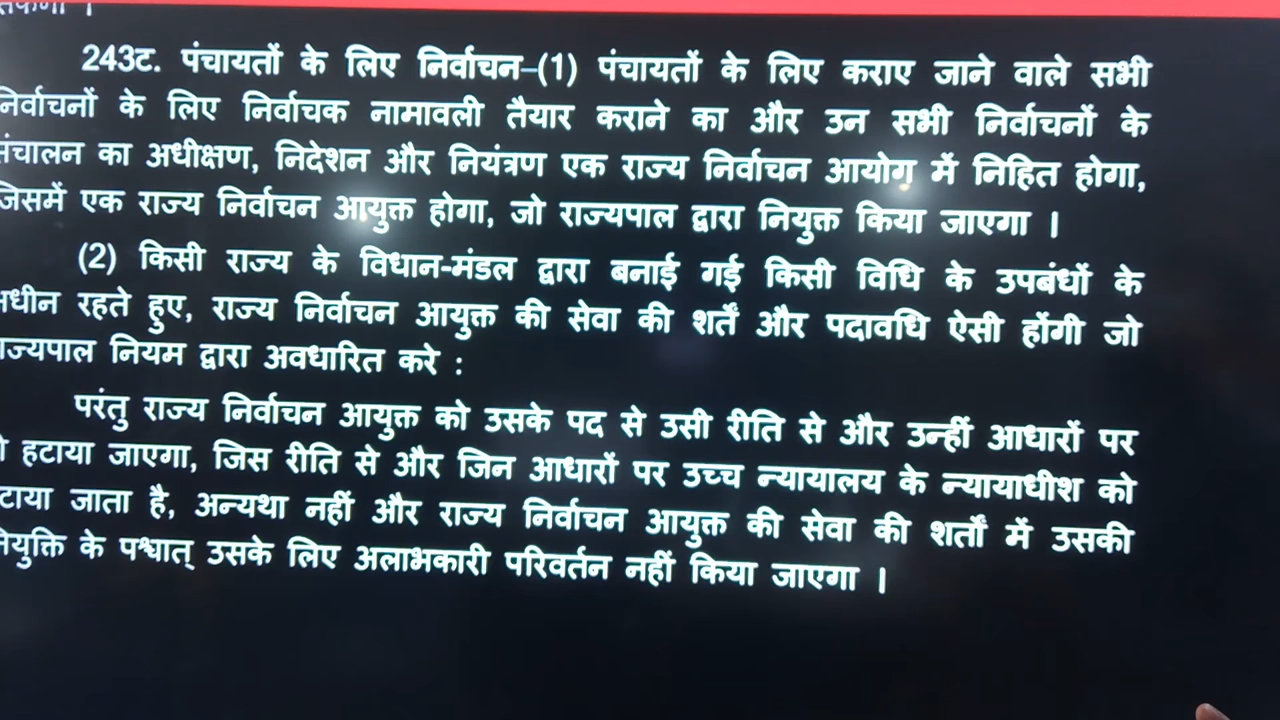 243ट. पंचायतों के लिए निर्वाचन–(1) पंचायतों के लिए कराए जाने वाले सभी
निर्वाचनों के लिए निर्वाचक नामावली तैयार कराने का और उन सभी निर्वाचनों के
संचालन का अधीक्षण, निदेशन और नियंत्रण एक राज्य निर्वाचन आयोग में निहित होगा,
जिसमें एक राज्य निर्वाचन आयुक्त होगा, जो राज्यपाल द्वारा नियुक्त किया जाएगा ।
(2) किसी राज्य के विधान-मंडल द्वारा बनाई गई किसी विधि के उपबंधों के
अधीन रहते हुए, राज्य निर्वाचन आयुक्त की सेवा की शर्तें और पदावधि ऐसी होंगी जो
राज्यपाल नियम द्वारा अवधारित करे :
परंतु राज्य निर्वाचन आयुक्त को उसके पद से उसी रीति से और उन्हीं आधारों पर
ही हटाया जाएगा, जिस रीति से और जिन आधारों पर उच्च न्यायालय के न्यायाधीश को
हटाया जाता है, अन्यथा नहीं और राज्य निर्वाचन आयुक्त की सेवा की शर्तों में उसकी
नियुक्ति के पश्चात् उसके लिए अलाभकारी परिवर्तन नहीं किया जाएगा ।